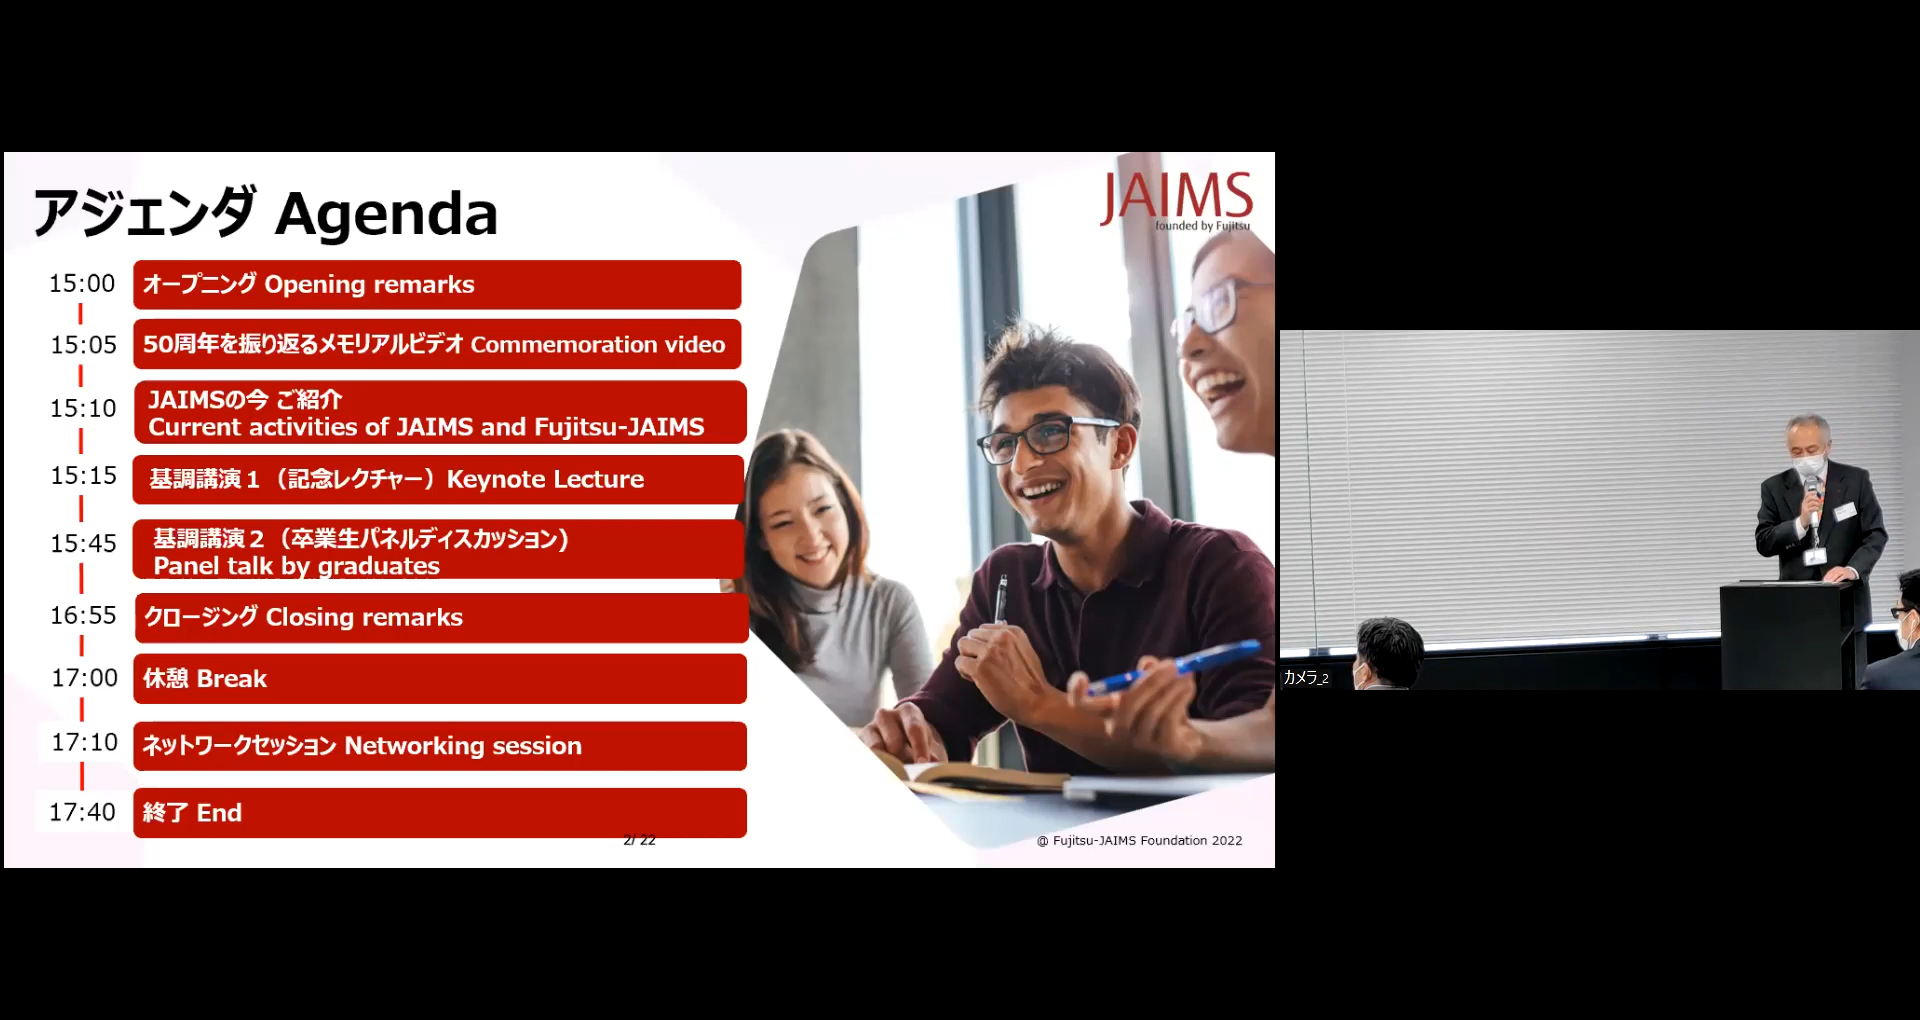 アジェンダ Agenda
JAIMS
founded by Fujitsu
15:00 オープニング Opening remarks
15:05 50周年を振り返るメモリアルビデオ Commemoration video
15:10 JAIMSの今 ご紹介
Current activities of JAIMS and Fujitsu-JAIMS
15:15 基調講演1（記念レクチャー）Keynote Lecture
15:45 基調講演2（卒業生パネルディスカッション）
Panel talk by graduates
16:55 クロージング Closing remarks
17:00 休憩 Break
17:10 ネットワークセッション Networking session
17:40 終了 End
2/ 22
@ Fujitsu-JAIMS Foundation 2022
カメラ_2